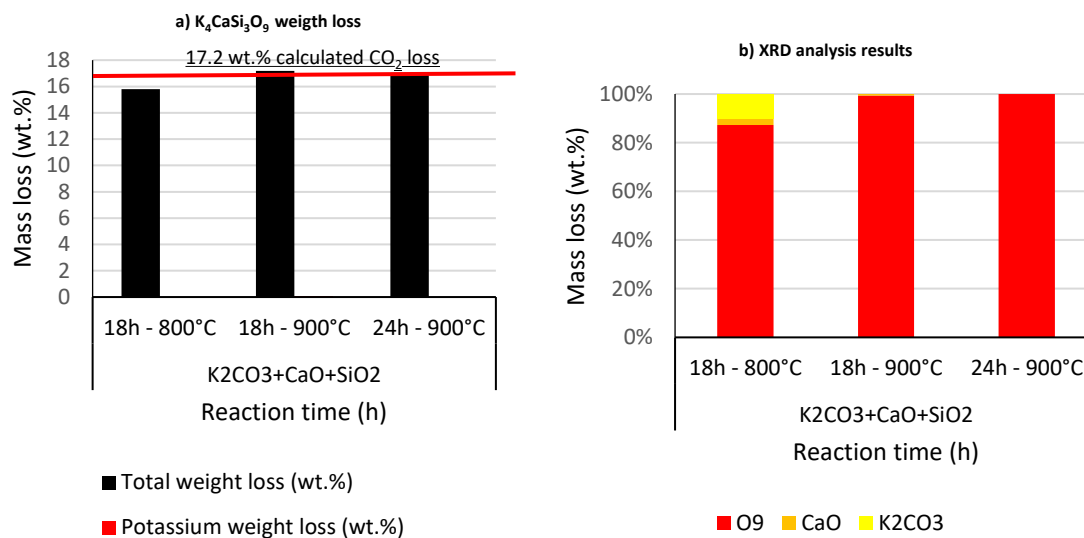 a) K₄CaSi₃O₉ weigth loss
17.2 wt.% calculated CO₂ loss
18
16
14
12
10
8
6
4
2
0
Mass loss (wt.%)
18h - 800°C 18h - 900°C 24h - 900°C
K2CO3+CaO+SiO2
Reaction time (h)
Total weight loss (wt.%)
Potassium weight loss (wt.%)
b) XRD analysis results
100%
80%
60%
40%
20%
0%
Mass loss (wt.%)
18h - 800°C 18h - 900°C 24h - 900°C
K2CO3+CaO+SiO2
Reaction time (h)
O9 CaO K2CO3